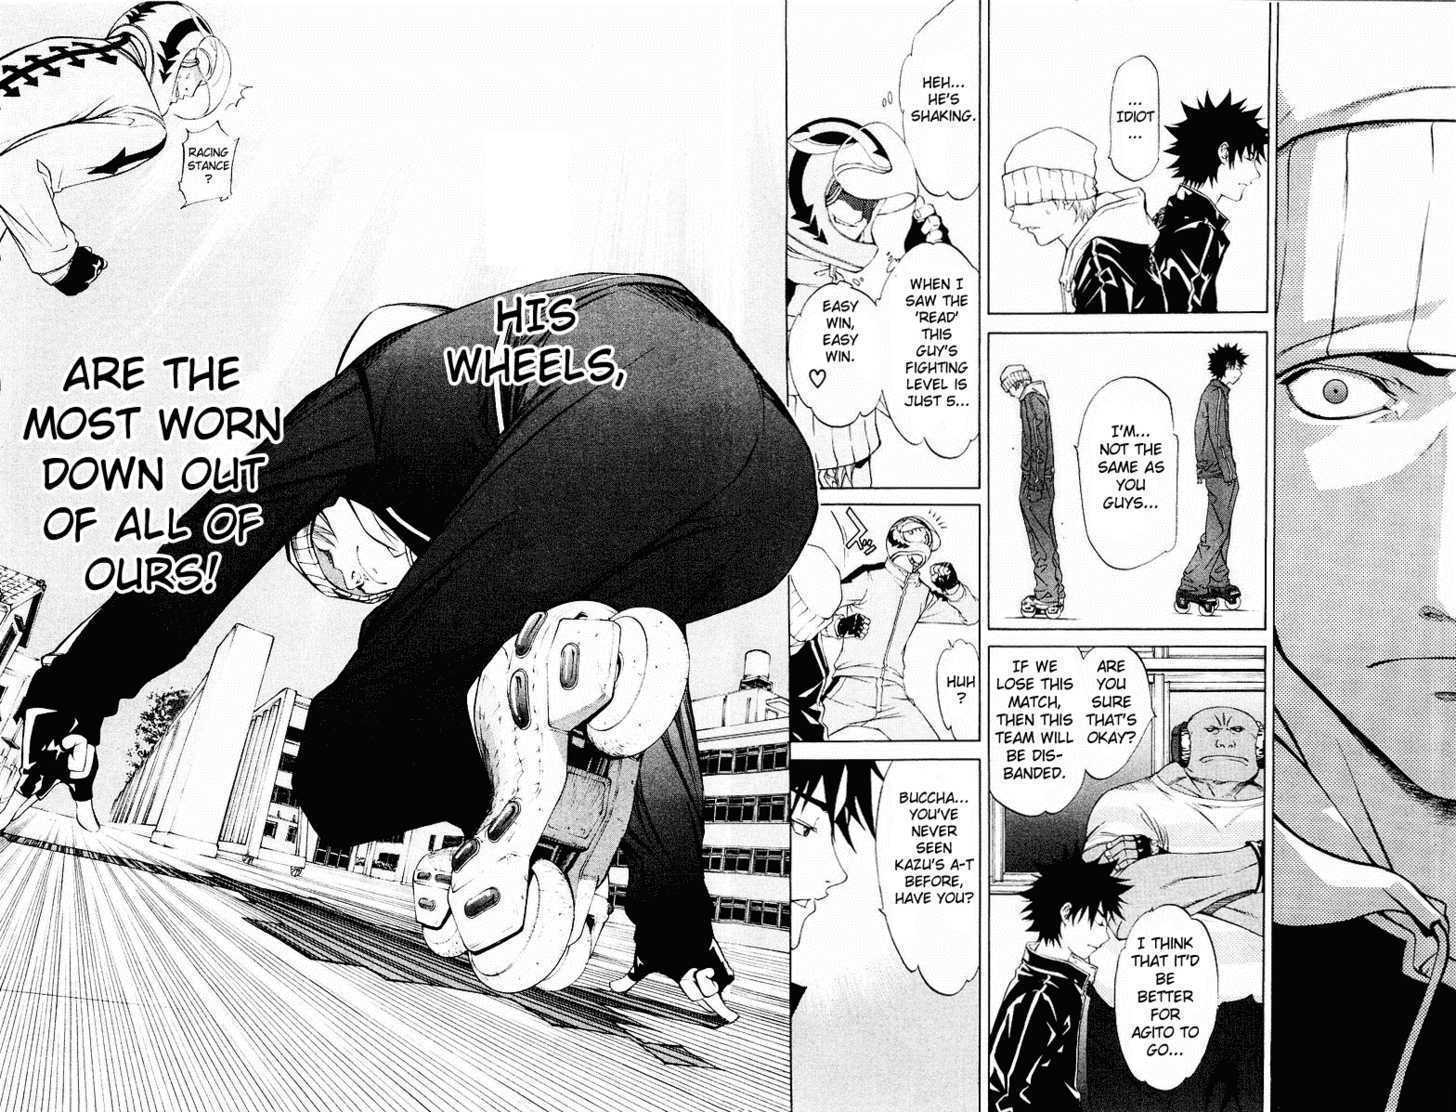 ...
IDIOT
...
I'M...
NOT THE
SAME AS
YOU
GUYS...
ARE
YOU
SURE
THAT'S
OKAY?
IF WE
LOSE THIS
MATCH,
THEN THIS
TEAM WILL
BE DIS-
BANDED.
I THINK
THAT IT'D
BE
BETTER
FOR
AGITO TO
GO...
HEH...
HE'S
SHAKING.
WHEN I
SAW THE
'READ'
THIS
GUY'S
FIGHTING
LEVEL IS
JUST 5...
EASY
WIN,
EASY
WIN.
♡
HUH
?
BUCCHA...
YOU'VE
NEVER
SEEN
KAZU'S A-T
BEFORE,
HAVE YOU?
HIS
WHEELS,
RACING
STANCE
?
ARE THE
MOST WORN
DOWN OUT
OF ALL OF
OURS!